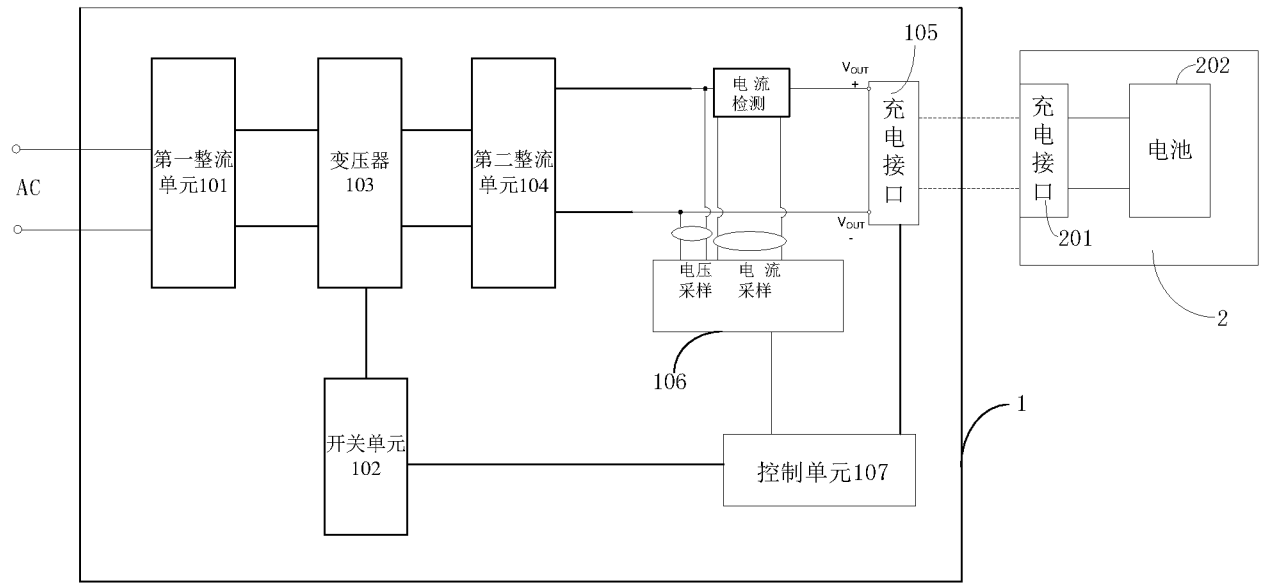 105
202
V_OUT
+
电 流
检测
充
电
接
口
充
电
接
口
第一整流
单元101
变压器
103
第二整流
单元104
电池
AC
V_OUT
-
201
电压
采样
电 流
采样
2
106
1
开关单元
102
控制单元107